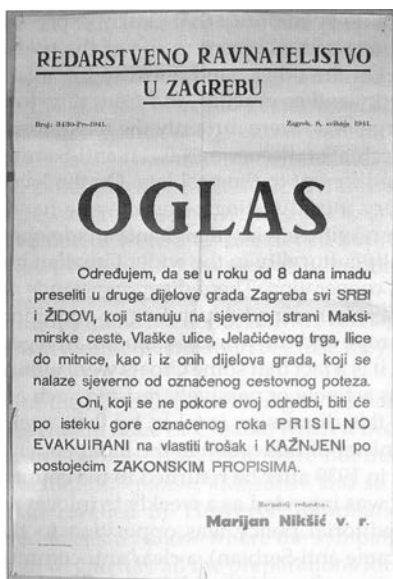 REDARSTVENO RAVNATELJSTVO
U ZAGREBU
Broj: 3430-Pr-1941. Zagreb, 8. svibnja 1941.
OGLAS
Određujem, da se u roku od 8 dana imadu
preseliti u druge dijelove grada Zagreba svi SRBI
i ŽIDOVI, koji stanuju na sjevernoj strani Maksi-
mirske ceste, Vlaške ulice, Jelačićevog trga, Ilice
do mitnice, kao i iz onih dijelova grada, koji se
nalaze sjeverno od označenog cestovnog poteza.
Oni, koji se ne pokore ovoj odredbi, biti će
po isteku gore označenog roka PRISILNO
EVAKUIRANI na vlastiti trošak i KAŽNJENI po
postojećim ZAKONSKIM PROPISIMA.
Marijan Nikšić v. r.